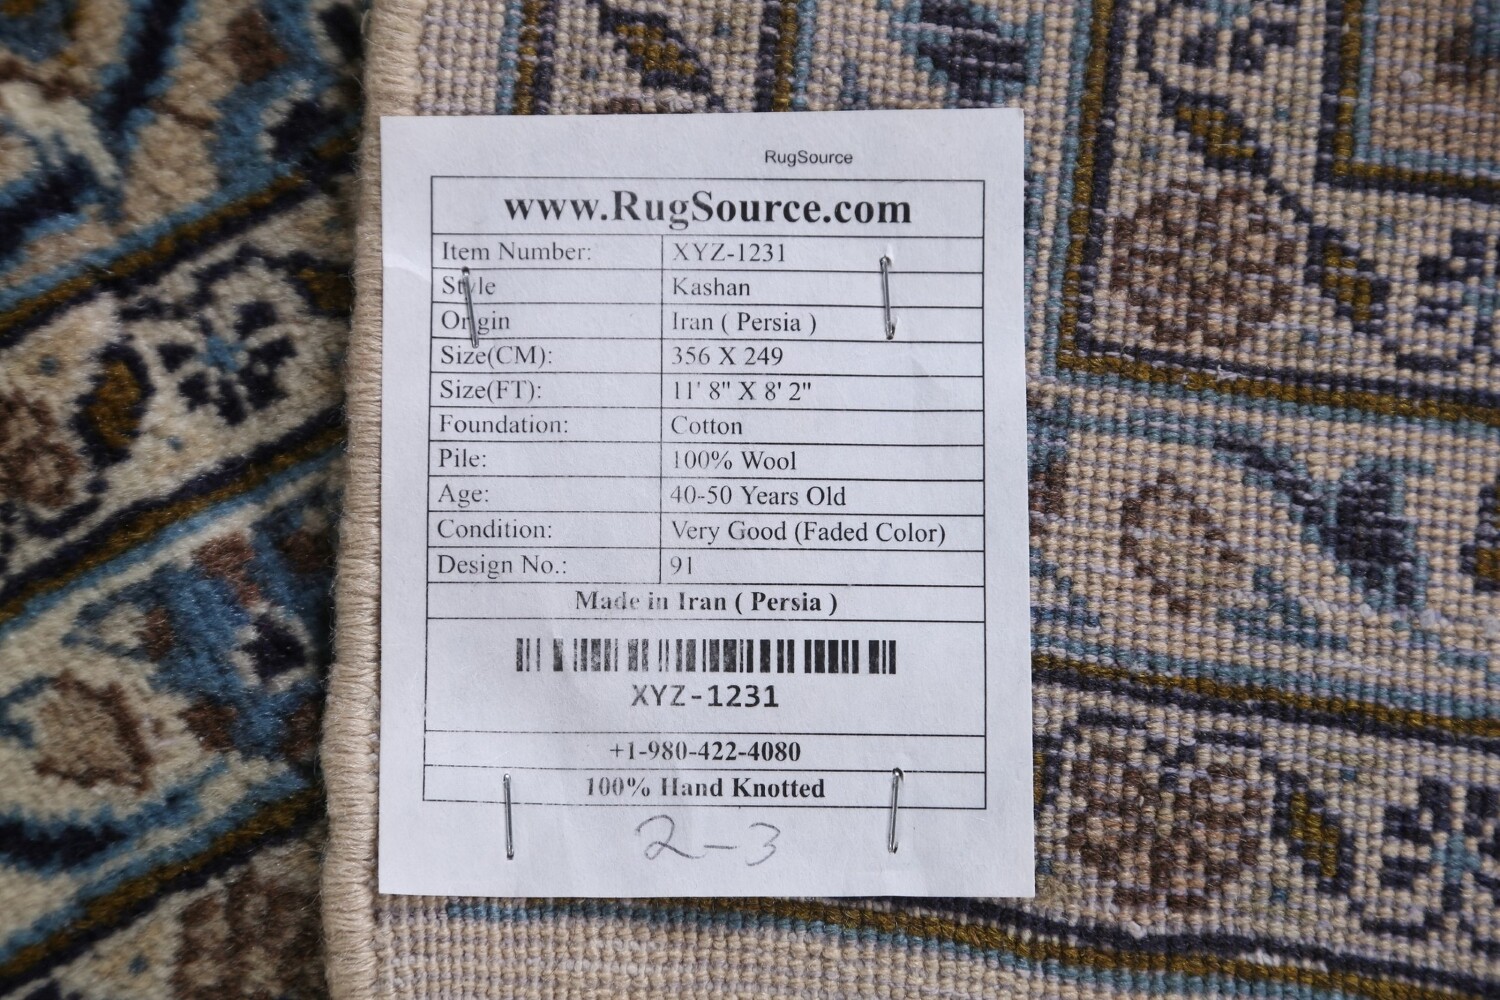 RugSource
www.RugSource.com
Item Number: XYZ-1231
Style Kashan
Origin Iran ( Persia )
Size(CM): 356 X 249
Size(FT): 11' 8" X 8' 2"
Foundation: Cotton
Pile: 100% Wool
Age: 40-50 Years Old
Condition: Very Good (Faded Color)
Design No.: 91
Made in Iran ( Persia )
XYZ-1231
+1-980-422-4080
100% Hand Knotted
2-3